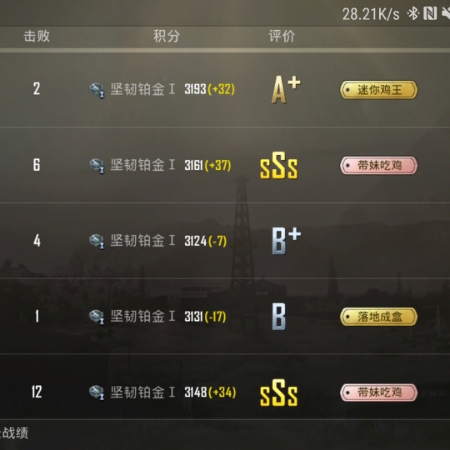 28.21K/s
击败 积分 评价
2 坚韧铂金 I 3193(+32) A+ 迷你鸡王
6 坚韧铂金 I 3161(+37) SSS 带妹吃鸡
4 坚韧铂金 I 3124(-7) B+
1 坚韧铂金 I 3131(-17) B 落地成盒
12 坚韧铂金 I 3148(+34) SSS 带妹吃鸡
战绩